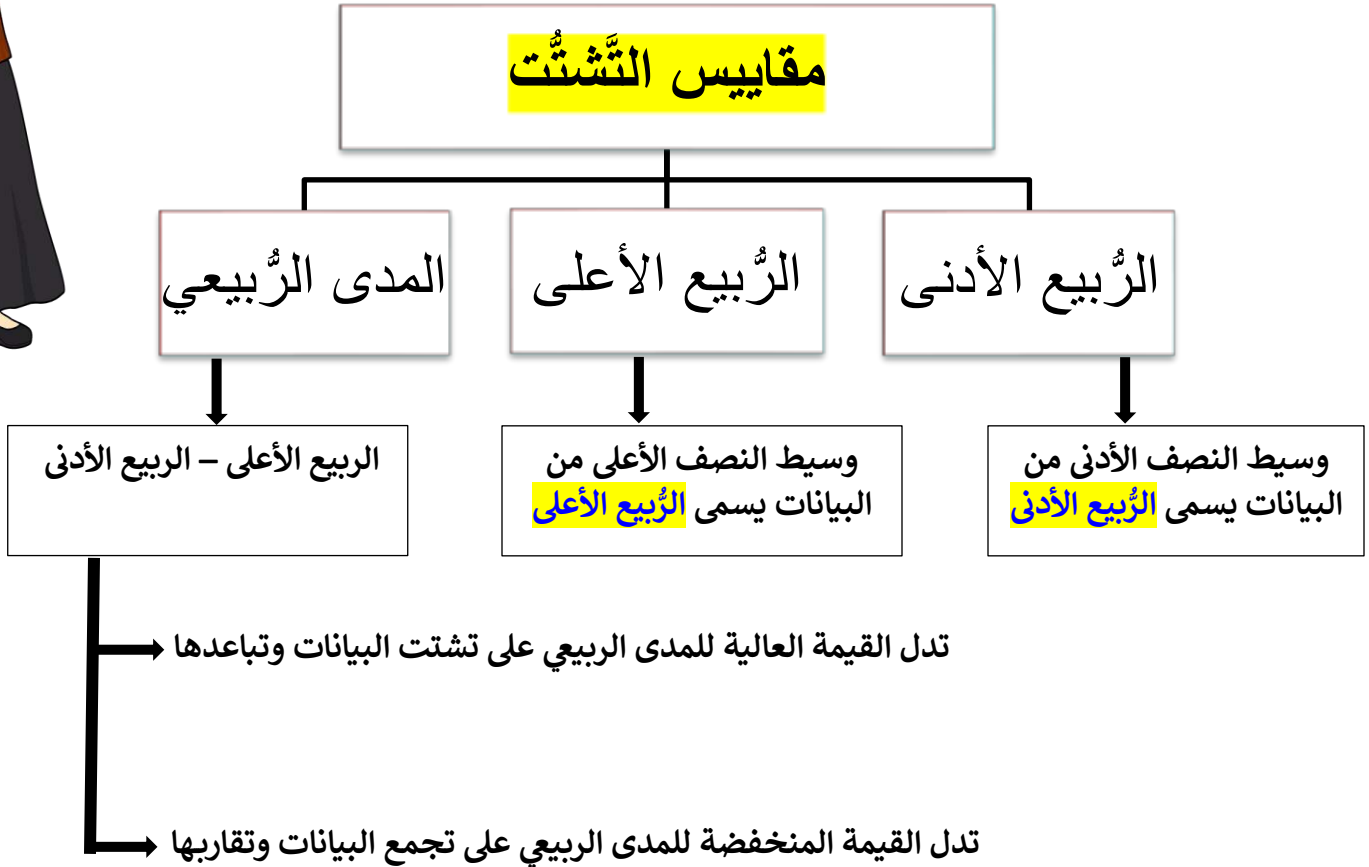 مقاييس التَّشتُّت
الرُّبيع الأدنى
الرُّبيع الأعلى
المدى الرُّبيعي
وسيط النصف الأدنى من
البيانات يسمى الرُّبيع الأدنى
وسيط النصف الأعلى من
البيانات يسمى الرُّبيع الأعلى
الربيع الأعلى – الربيع الأدنى
تدل القيمة العالية للمدى الربيعي على تشتت البيانات وتباعدها
تدل القيمة المنخفضة للمدى الربيعي على تجمع البيانات وتقاربها